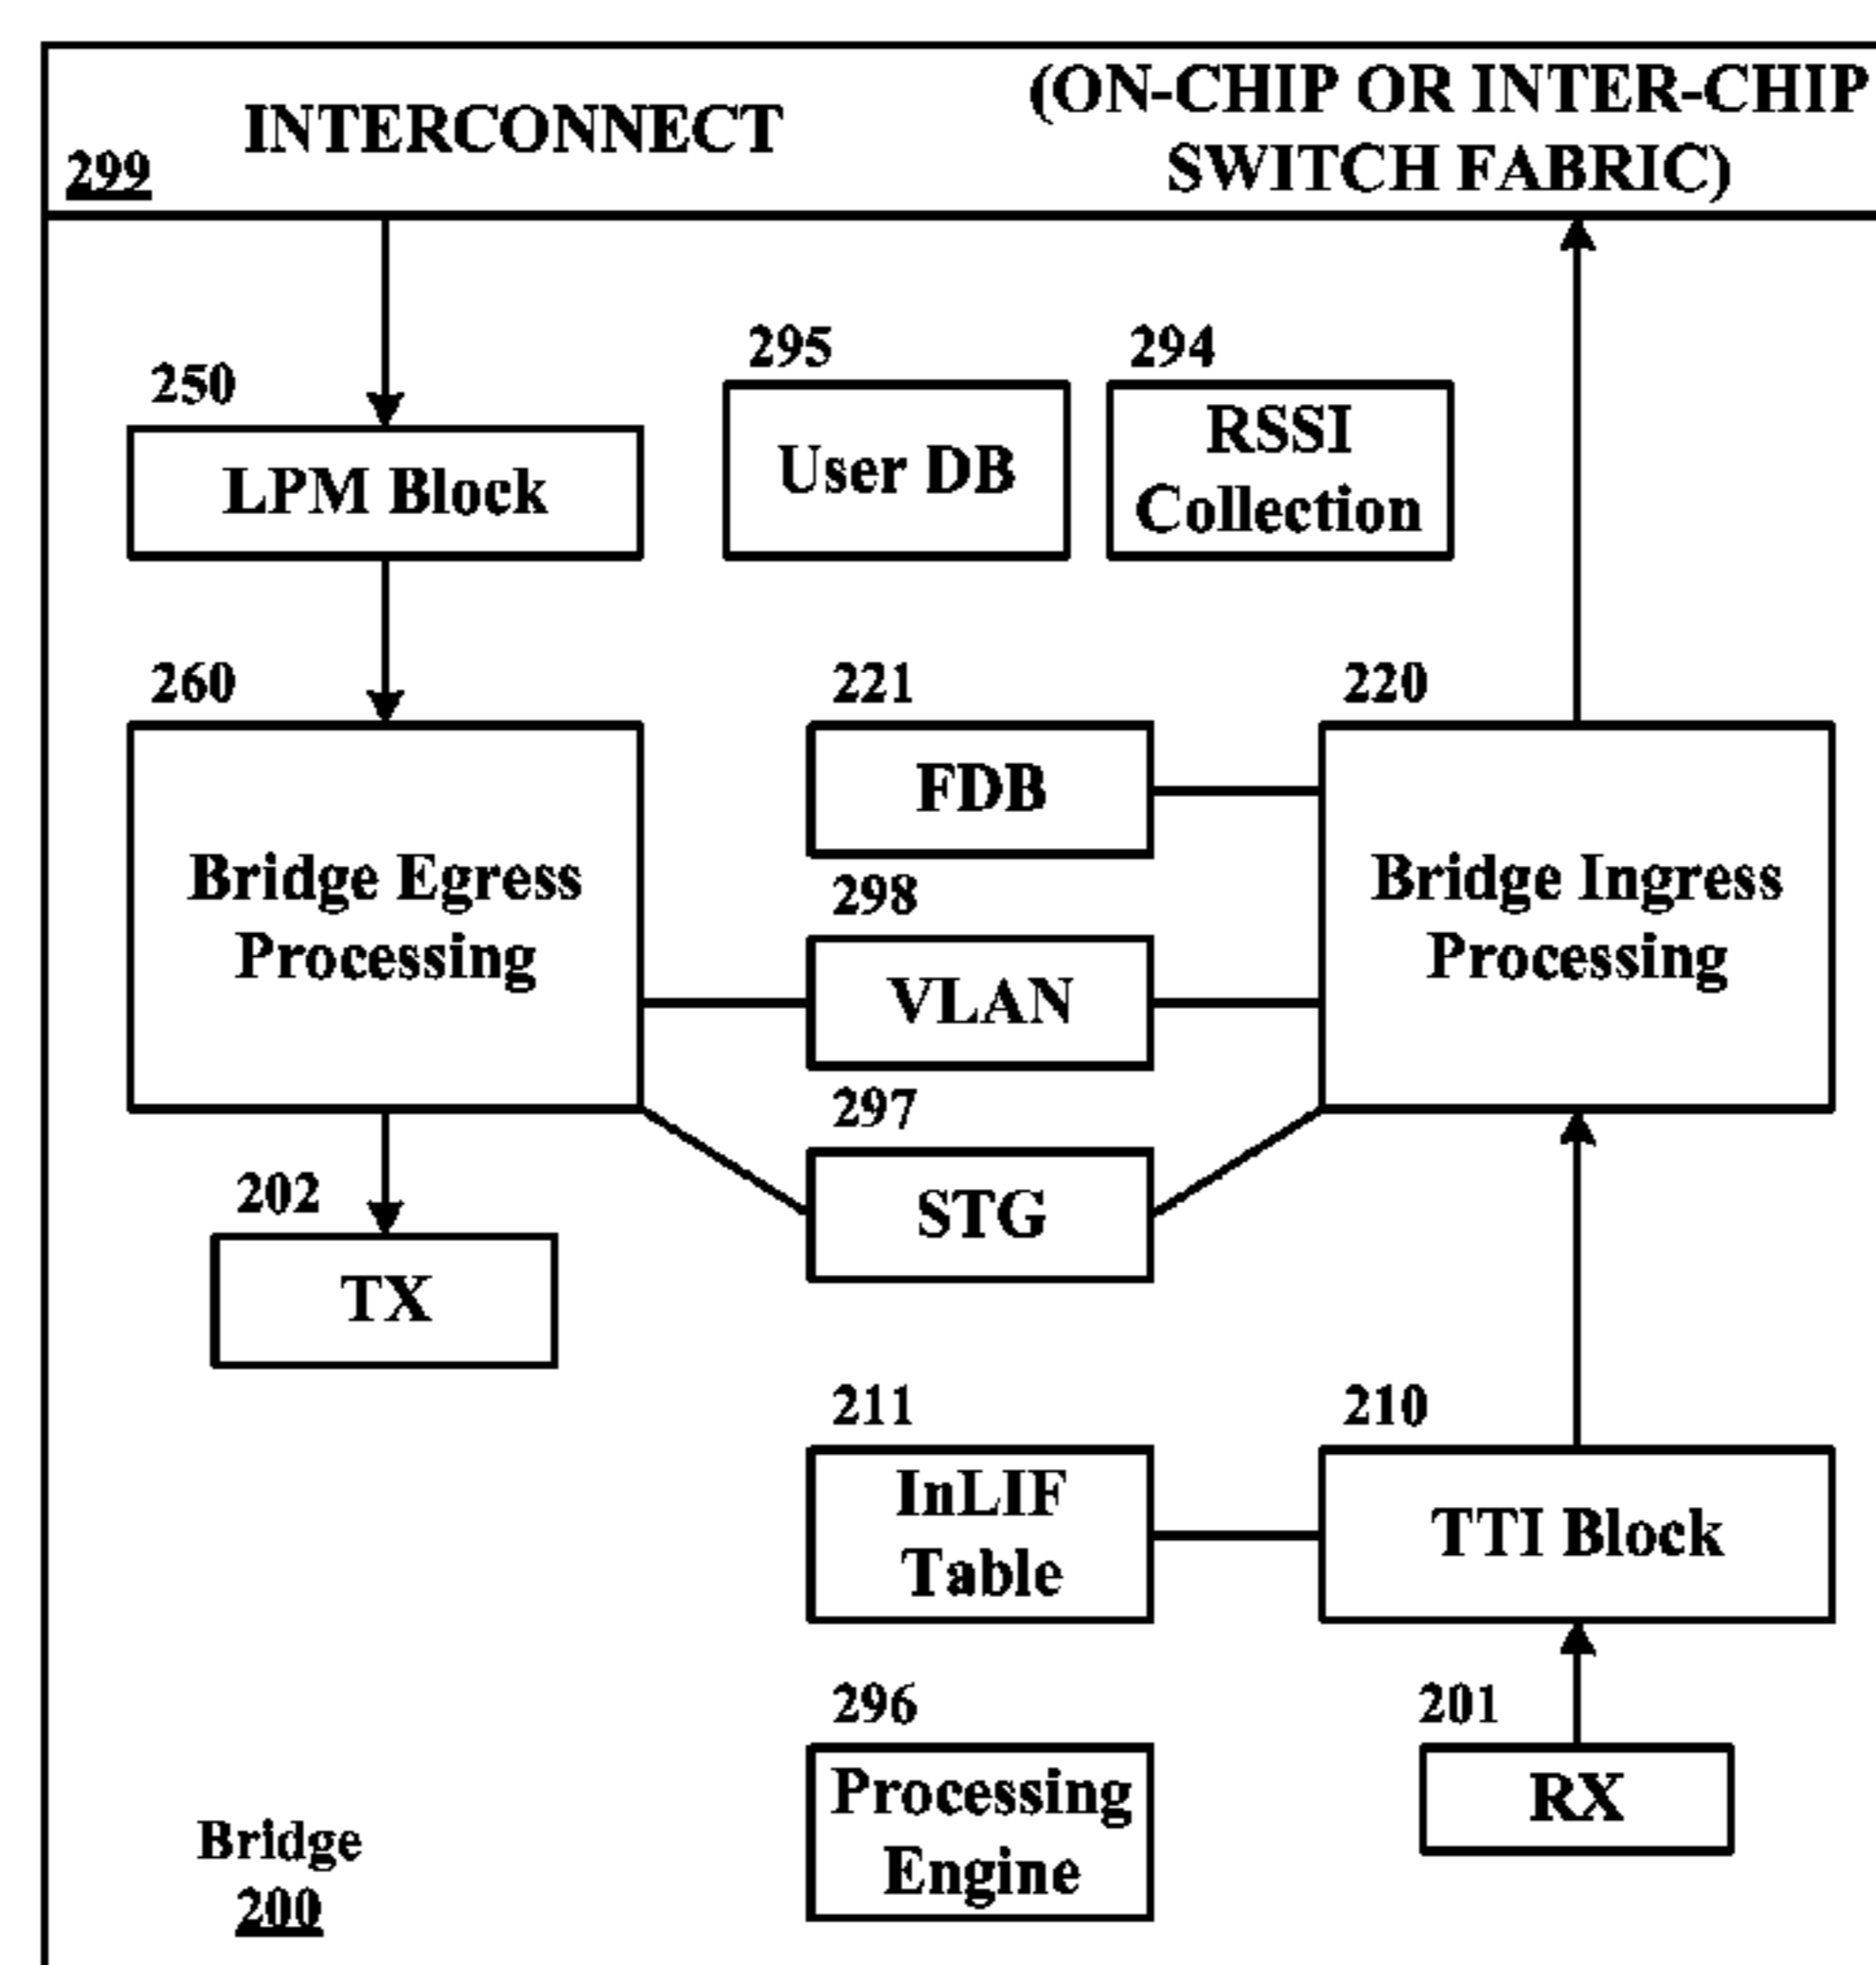 INTERCONNECT
(ON-CHIP OR INTER-CHIP
SWITCH FABRIC)
299
295
294
250
User DB
RSSI
Collection
LPM Block
260
221
220
FDB
Bridge Egress
Processing
298
Bridge Ingress
Processing
VLAN
297
202
STG
TX
211
210
InLIF
Table
TTI Block
296
201
Processing
Engine
RX
Bridge
200